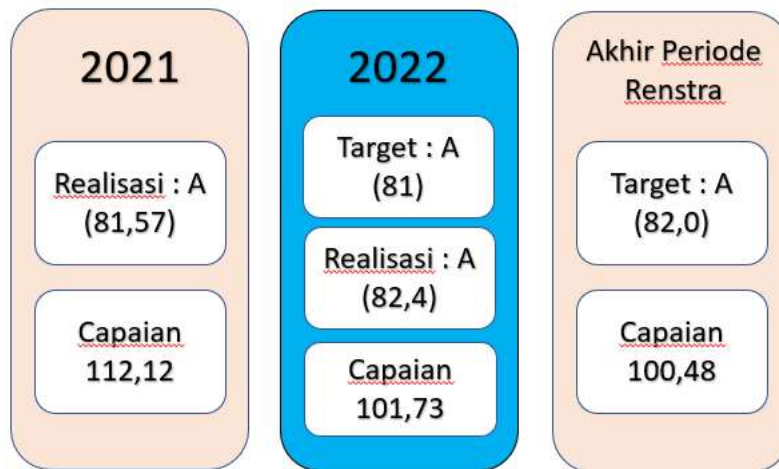 2021
Realisasi : A
(81,57)
Capaian
112,12
2022
Target : A
(81)
Realisasi : A
(82,4)
Capaian
101,73
Akhir Periode
Renstra
Target : A
(82,0)
Capaian
100,48